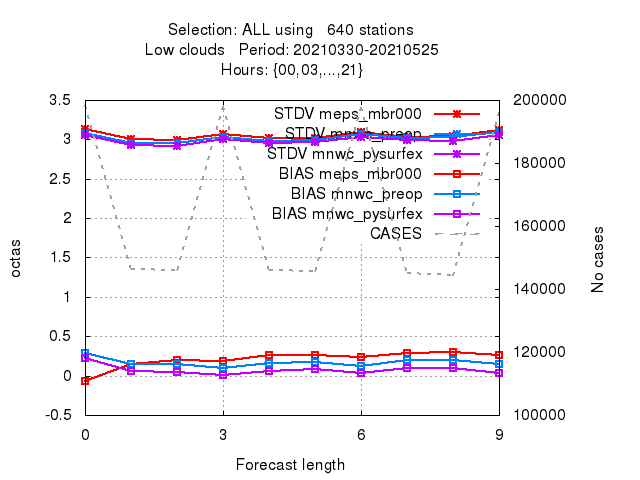 Selection: ALL using   640 stations
Low clouds   Period: 20210330-20210525
Hours: {00,03,...,21}
STDV meps_mbr000
STDV mnwc_preop
STDV mnwc_pysurfex
BIAS meps_mbr000
BIAS mnwc_preop
BIAS mnwc_pysurfex
CASES
3.5
3
2.5
2
1.5
1
0.5
0
-0.5
octas
200000
180000
160000
140000
120000
100000
No cases
0 3 6 9
Forecast length